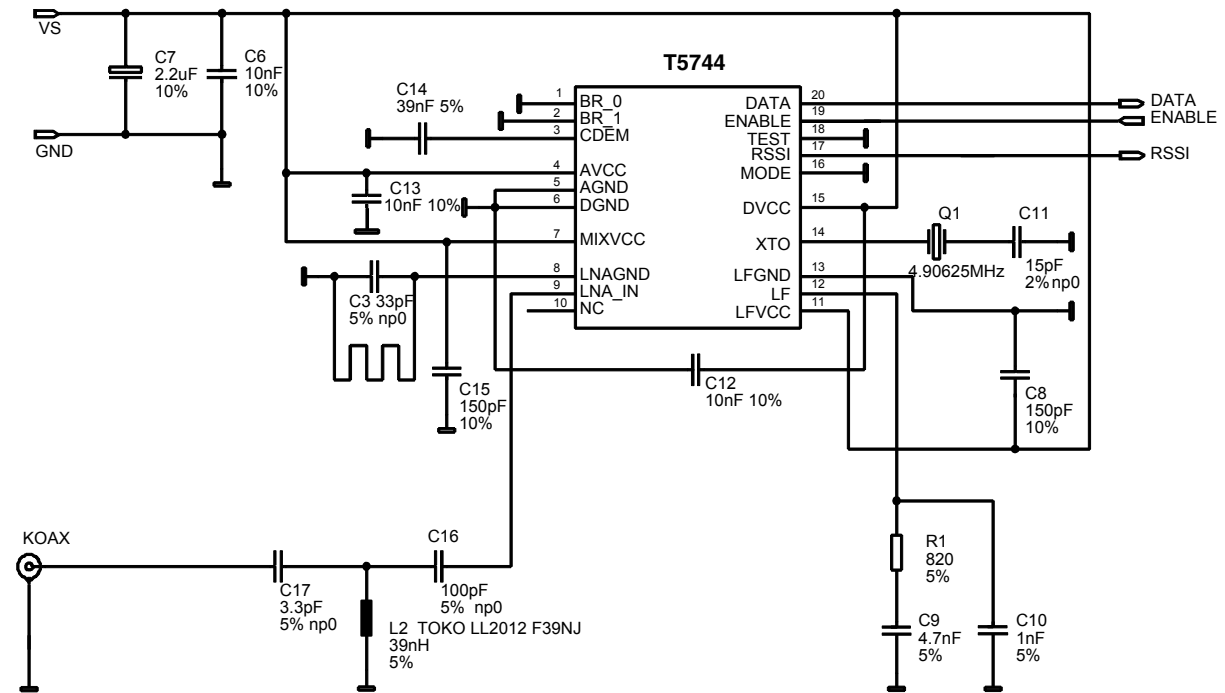 VS
C7
2.2uF
10%
C6
10nF
10%
GND
T5744
C14
39nF 5%
1 BR_0
2 BR_1
3 CDEM
4 AVCC
5 AGND
6 DGND
7 MIXVCC
8 LNAGND
9 LNA_IN
10 NC
DATA 20
ENABLE 19
TEST 18
RSSI 17
MODE 16
DVCC 15
XTO 14
LFGND 13
LF 12
LFVCC 11
DATA
ENABLE
RSSI
C13
10nF 10%
Q1
4.90625MHz
C11
15pF
2% np0
C3 33pF
5% np0
C15
150pF
10%
C12
10nF 10%
C8
150pF
10%
KOAX
C17
3.3pF
5% np0
C16
100pF
5% np0
L2 TOKO LL2012 F39NJ
39nH
5%
R1
820
5%
C9
4.7nF
5%
C10
1nF
5%